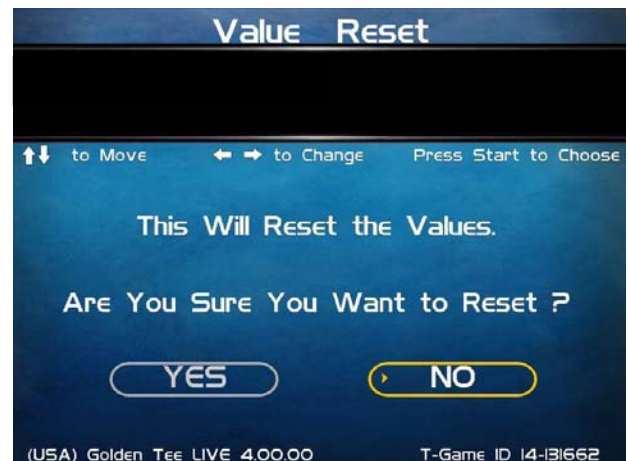 Value Reset
to Move to Change Press Start to Choose
This Will Reset the Values.
Are You Sure You Want to Reset ?
YES NO
(USA) Golden Tee LIVE 4.00.00 T-Game ID 14-131662